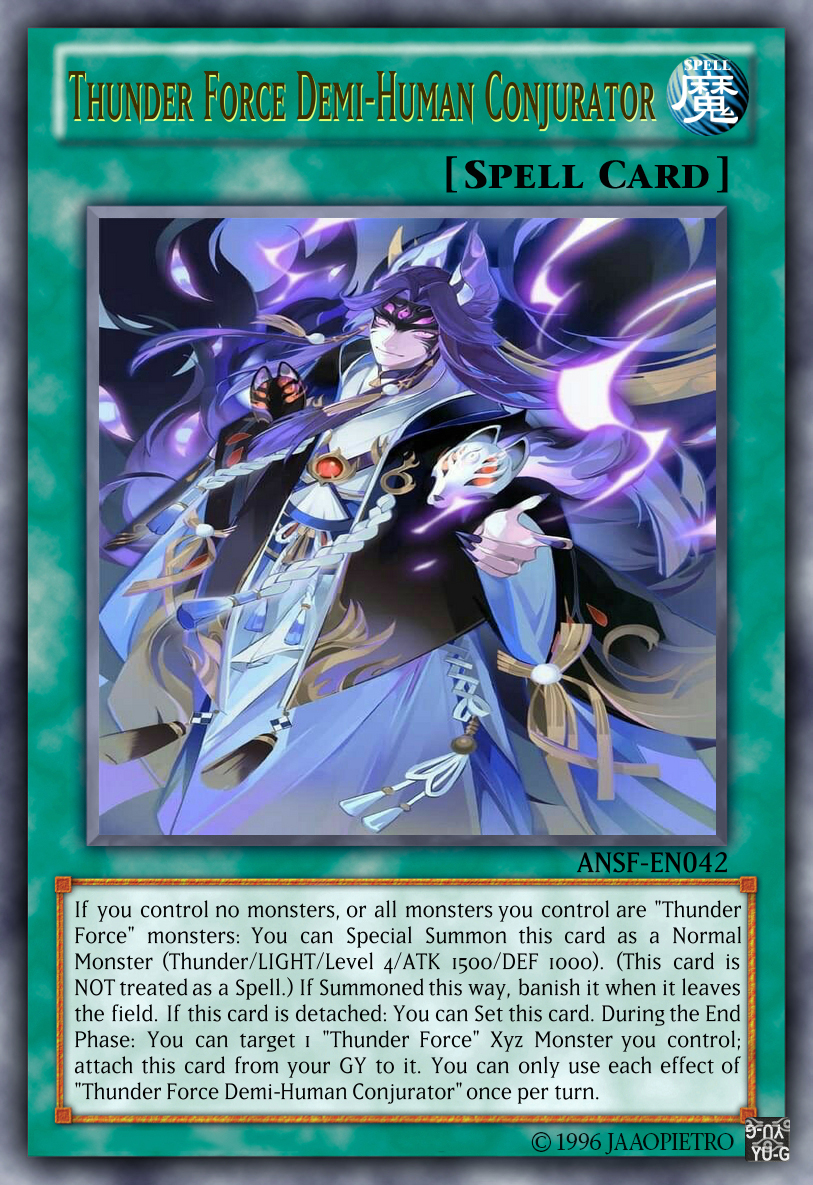 Thunder Force Demi-Human Conjurator
SPELL
魔
[Spell Card]
ANSF-EN042
If you control no monsters, or all monsters you control are "Thunder
Force" monsters: You can Special Summon this card as a Normal
Monster (Thunder/LIGHT/Level 4/ATK 1500/DEF 1000). (This card is
NOT treated as a Spell.) If Summoned this way, banish it when it leaves
the field. If this card is detached: You can Set this card. During the End
Phase: You can target 1 "Thunder Force" Xyz Monster you control;
attach this card from your GY to it. You can only use each effect of
"Thunder Force Demi-Human Conjurator" once per turn.
© 1996 JAAOPIETRO
YU-G
YU-G